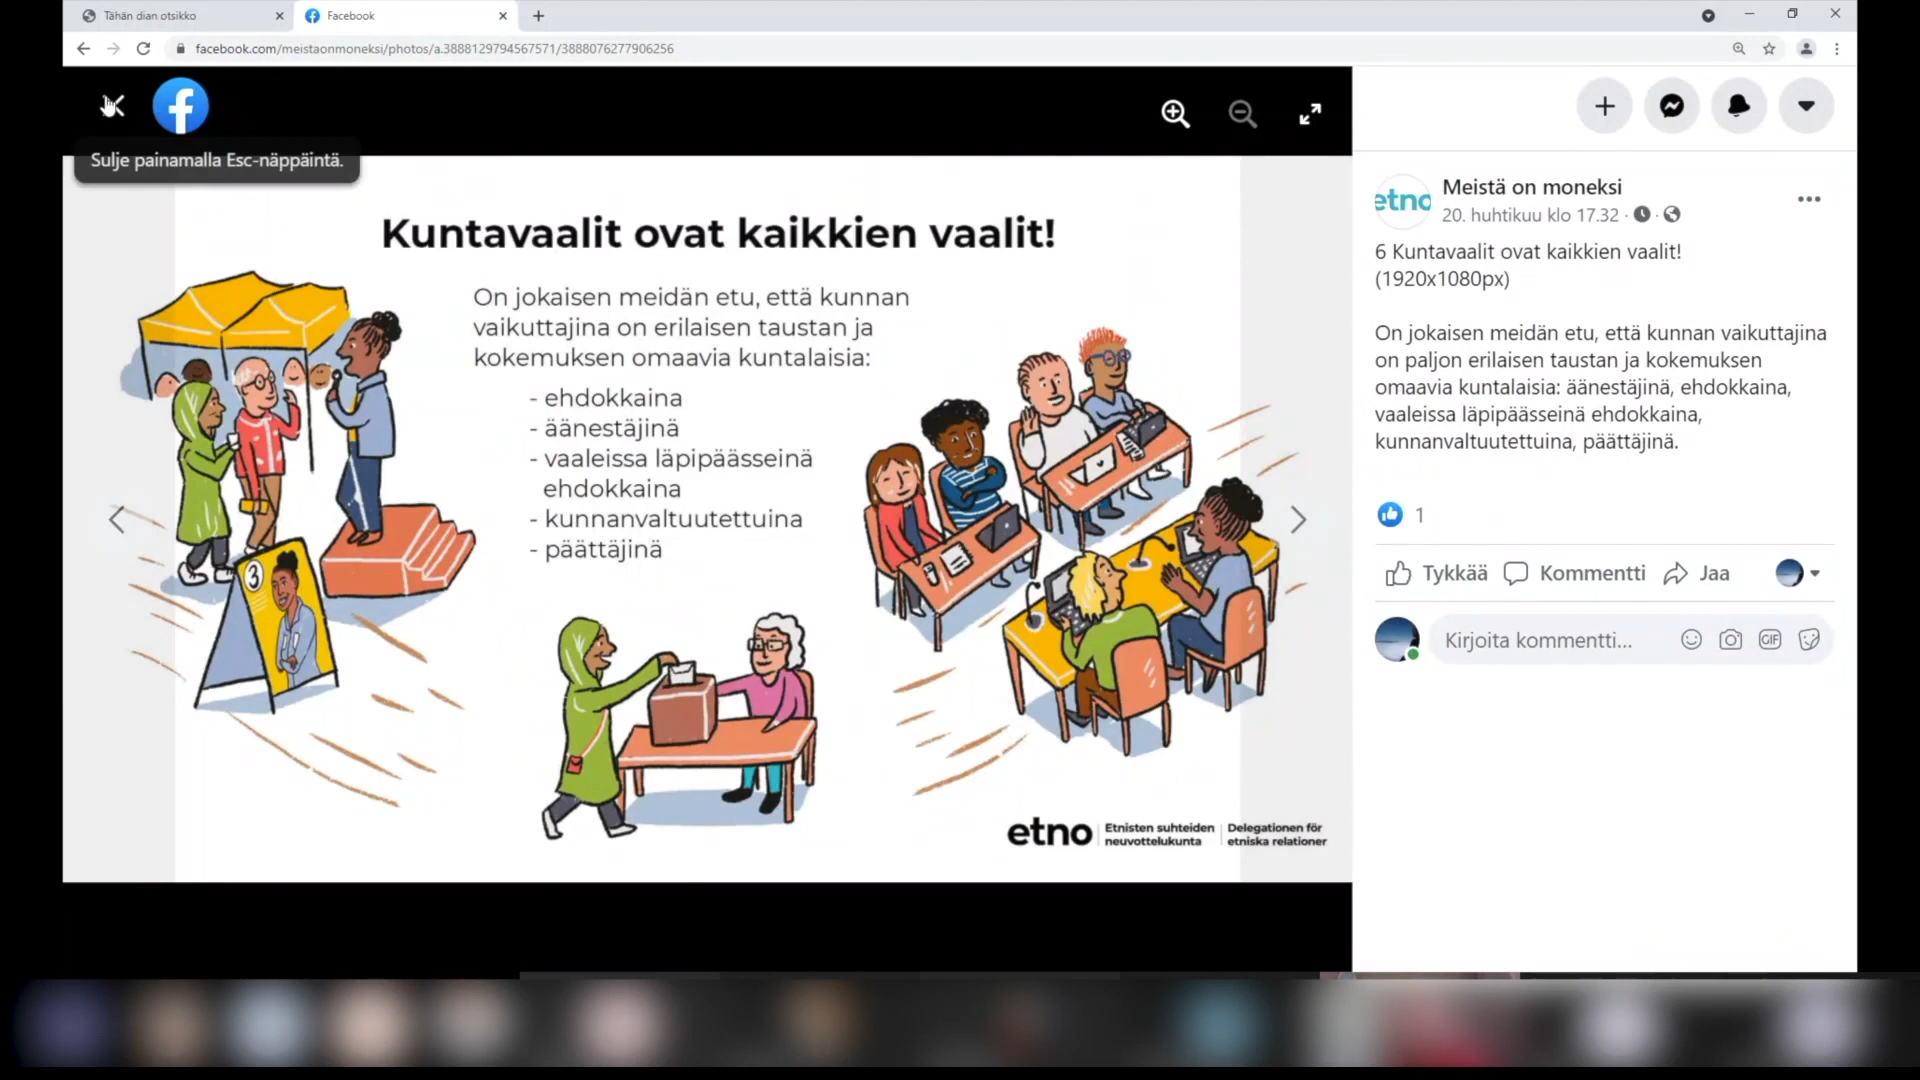 Tähän dian otsikko
Facebook
facebook.com/meistaonmoneksi/photos/a.3888129794567571/3888076277906256
Sulje painamalla Esc-näppäintä.
Kuntavaalit ovat kaikkien vaalit!
On jokaisen meidän etu, että kunnan
vaikuttajina on erilaisen taustan ja
kokemuksen omaavia kuntalaisia:
- ehdokkaina
- äänestäjinä
- vaaleissa läpipäässeinä
ehdokkaina
- kunnanvaltuutettuina
- päättäjinä
3
etno
Etnisten suhteiden
neuvottelukunta
Delegationen för
etniska relationer
etno
Meistä on moneksi
20. huhtikuu klo 17.32
6 Kuntavaalit ovat kaikkien vaalit!
(1920x1080px)
On jokaisen meidän etu, että kunnan vaikuttajina
on paljon erilaisen taustan ja kokemuksen
omaavia kuntalaisia: äänestäjinä, ehdokkaina,
vaaleissa läpipäässeinä ehdokkaina,
kunnanvaltuutettuina, päättäjinä.
1
Tykkää
Kommentti
Jaa
Kirjoita kommentti...
GIF